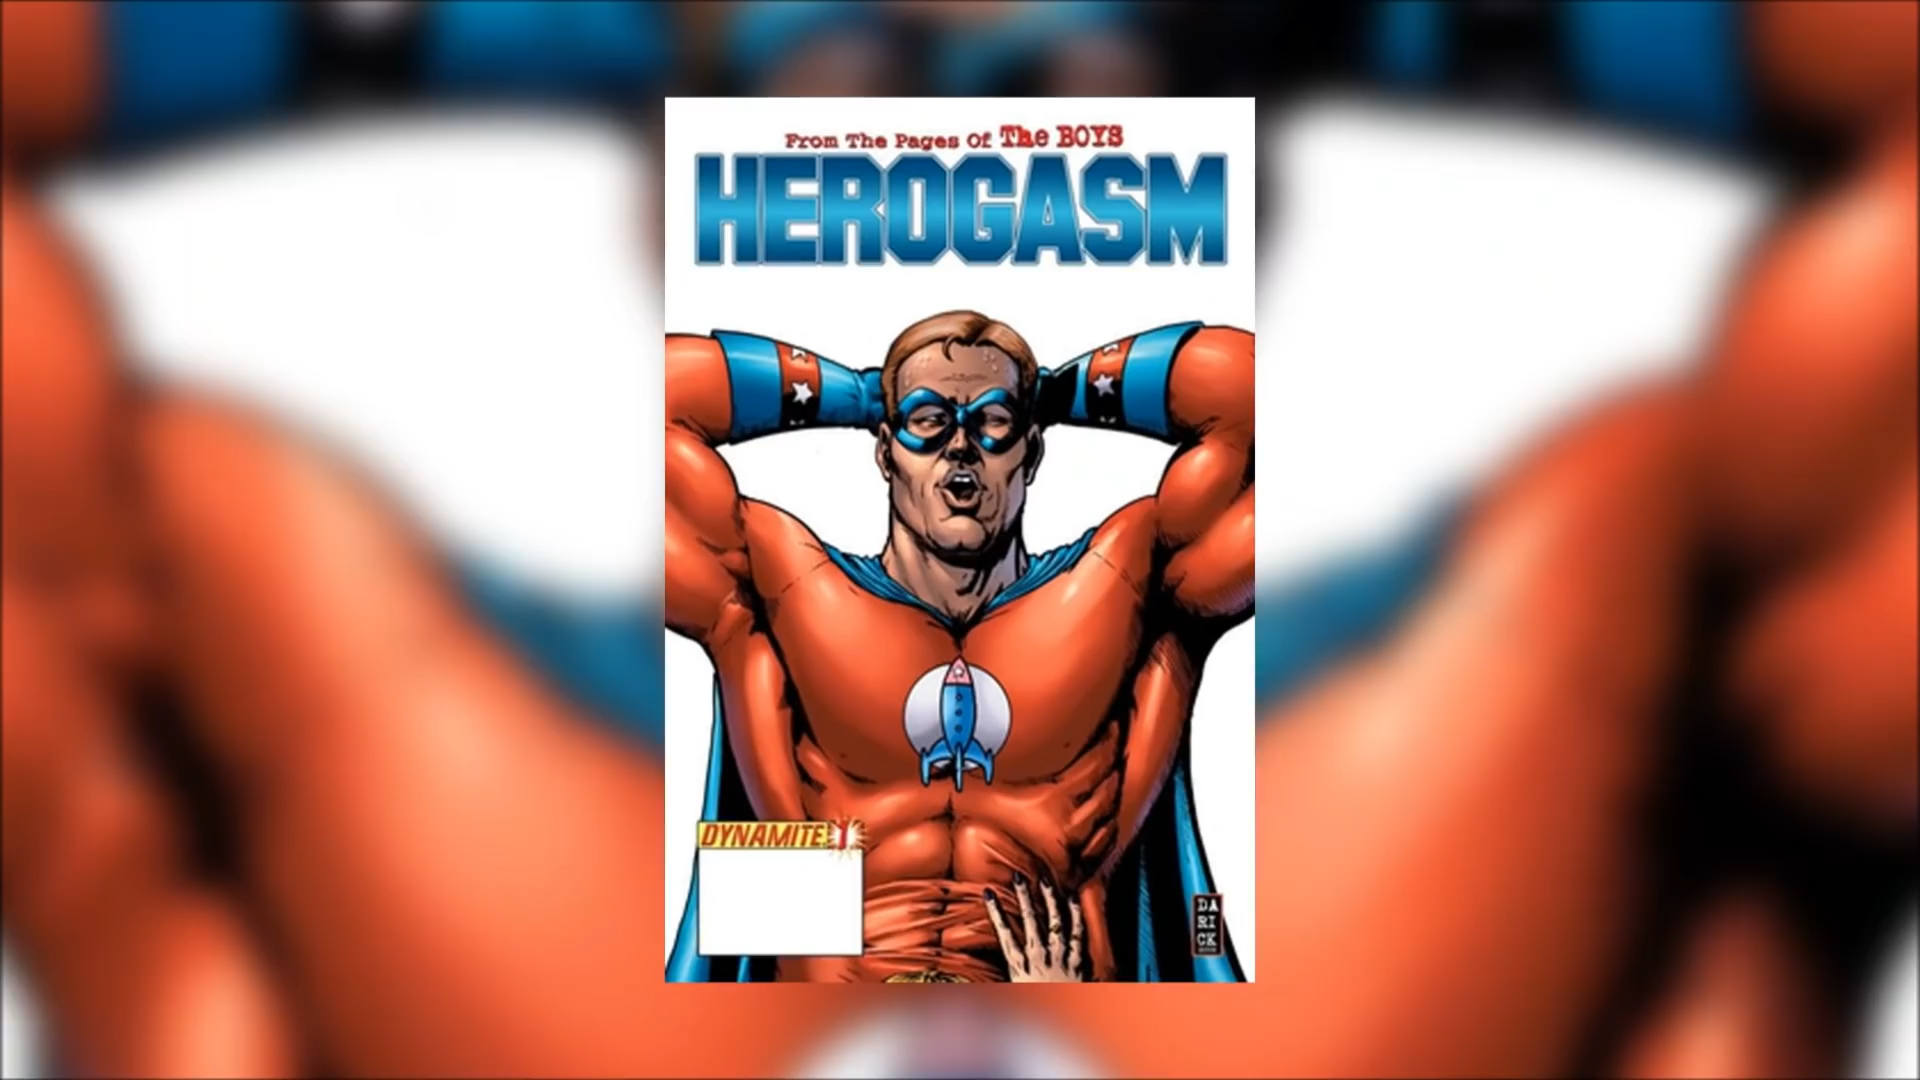 From The Pages Of The BOYS
HEROGASM
DYNAMITE 1
DA
RI
CK